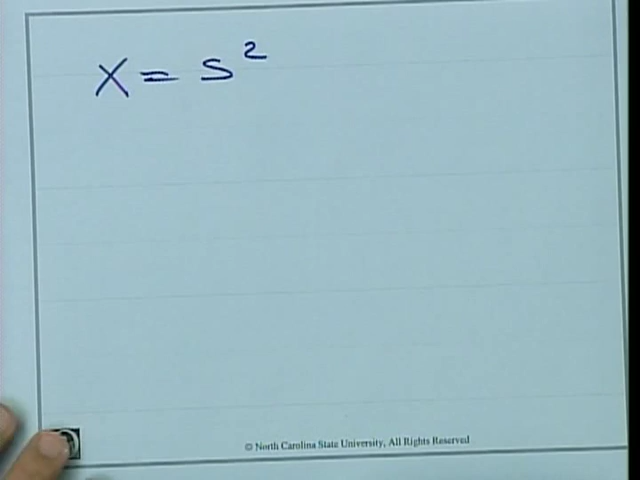 X = s²
© North Carolina State University, All Rights Reserved